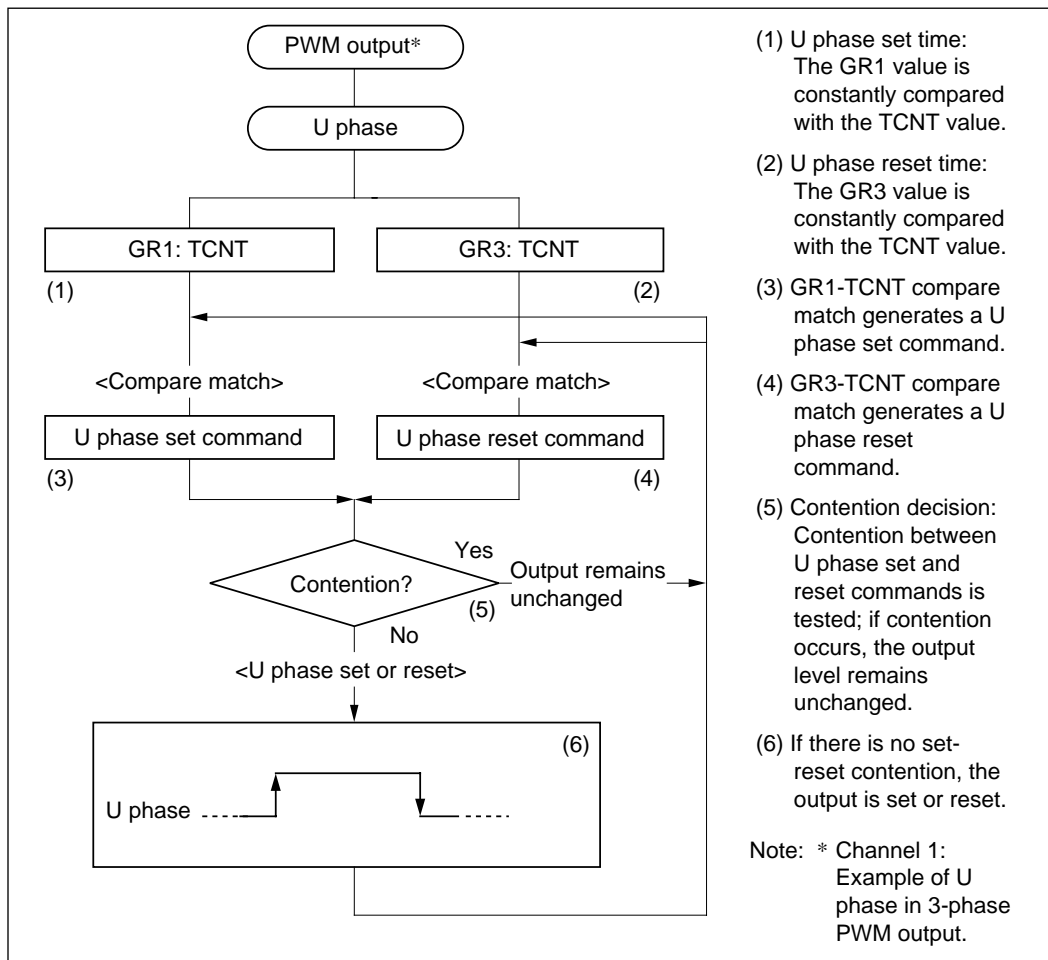 PWM output*
U phase
GR1: TCNT
GR3: TCNT
(1)
(2)
<Compare match>
<Compare match>
U phase set command
U phase reset command
(3)
(4)
Contention?
Yes
Output remains
unchanged
(5)
No
<U phase set or reset>
(6)
U phase
(1) U phase set time:
The GR1 value is
constantly compared
with the TCNT value.
(2) U phase reset time:
The GR3 value is
constantly compared
with the TCNT value.
(3) GR1-TCNT compare
match generates a U
phase set command.
(4) GR3-TCNT compare
match generates a U
phase reset
command.
(5) Contention decision:
Contention between
U phase set and
reset commands is
tested; if contention
occurs, the output
level remains
unchanged.
(6) If there is no set-
reset contention, the
output is set or reset.
Note: * Channel 1:
Example of U
phase in 3-phase
PWM output.